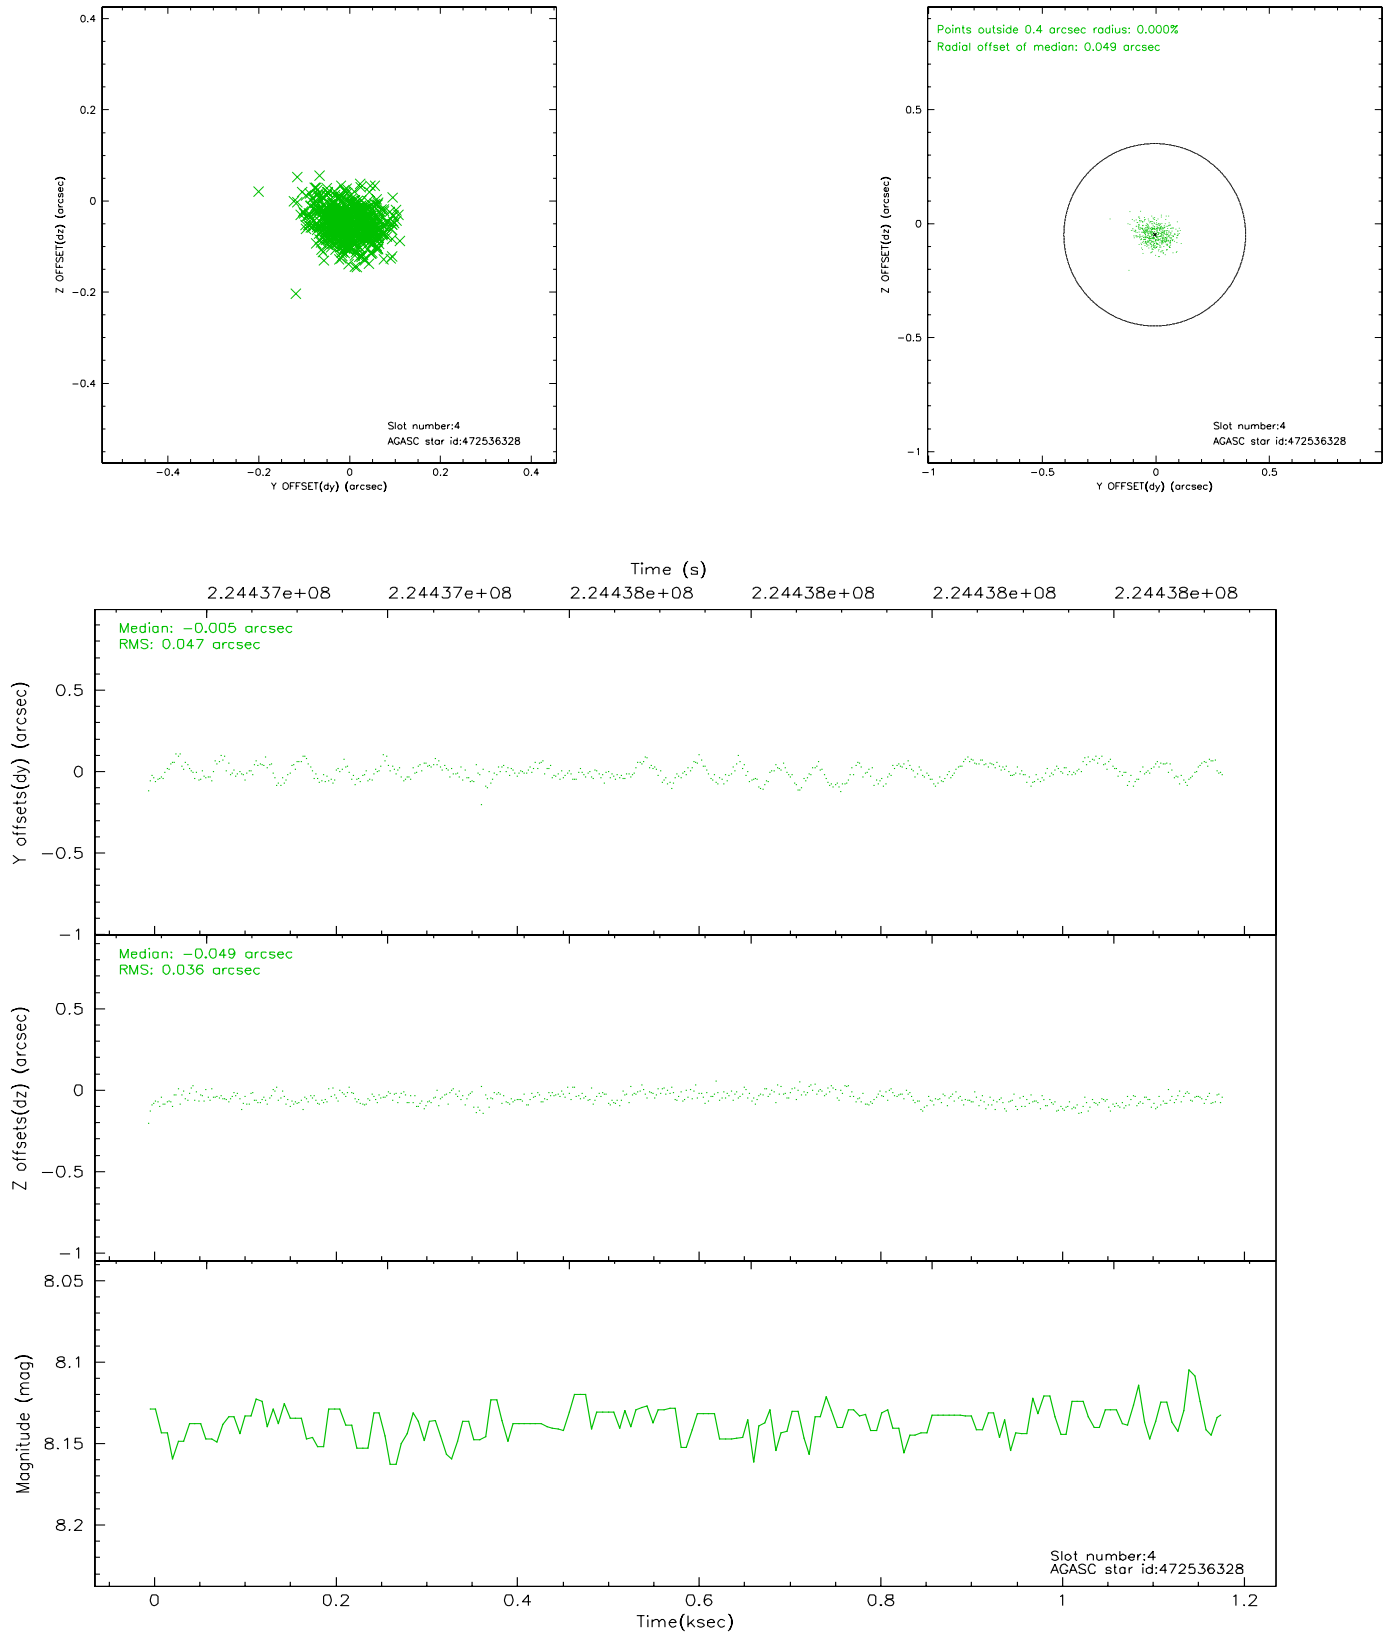 0.4
0.2
0
−0.2
−0.4
Z OFFSET(dz) (arcsec)
Slot number:4
AGASC star id:472536328
−0.4 −0.2 0 0.2 0.4
Y OFFSET(dy) (arcsec)
Points outside 0.4 arcsec radius: 0.000%
Radial offset of median: 0.049 arcsec
0.5
0
−0.5
−1
Z OFFSET(dz) (arcsec)
Slot number:4
AGASC star id:472536328
−1 −0.5 0 0.5
Y OFFSET(dy) (arcsec)
Time (s)
2.24437e+08 2.24437e+08 2.24438e+08 2.24438e+08 2.24438e+08 2.24438e+08
Median: −0.005 arcsec
RMS: 0.047 arcsec
0.5
0
−0.5
−1
Y offsets(dy) (arcsec)
Median: −0.049 arcsec
RMS: 0.036 arcsec
0.5
0
−0.5
−1
Z offsets(dz) (arcsec)
8.05
8.1
8.15
8.2
Magnitude (mag)
Slot number:4
AGASC star id:472536328
0 0.2 0.4 0.6 0.8 1 1.2
Time(ksec)